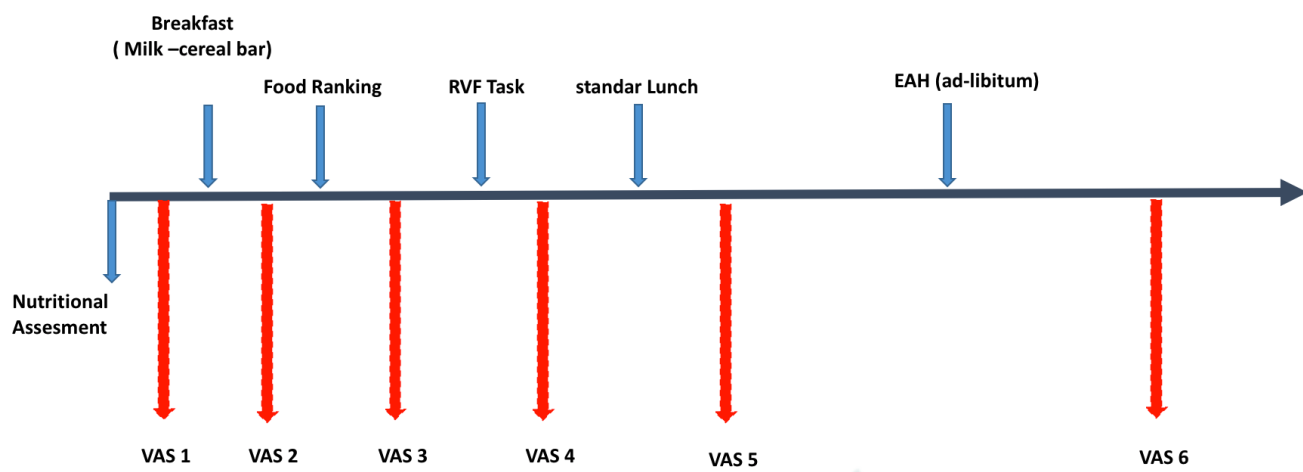 Breakfast
( Milk –cereal bar)
Food Ranking
RVF Task
standar Lunch
EAH (ad-libitum)
Nutritional
Assesment
VAS 1
VAS 2
VAS 3
VAS 4
VAS 5
VAS 6